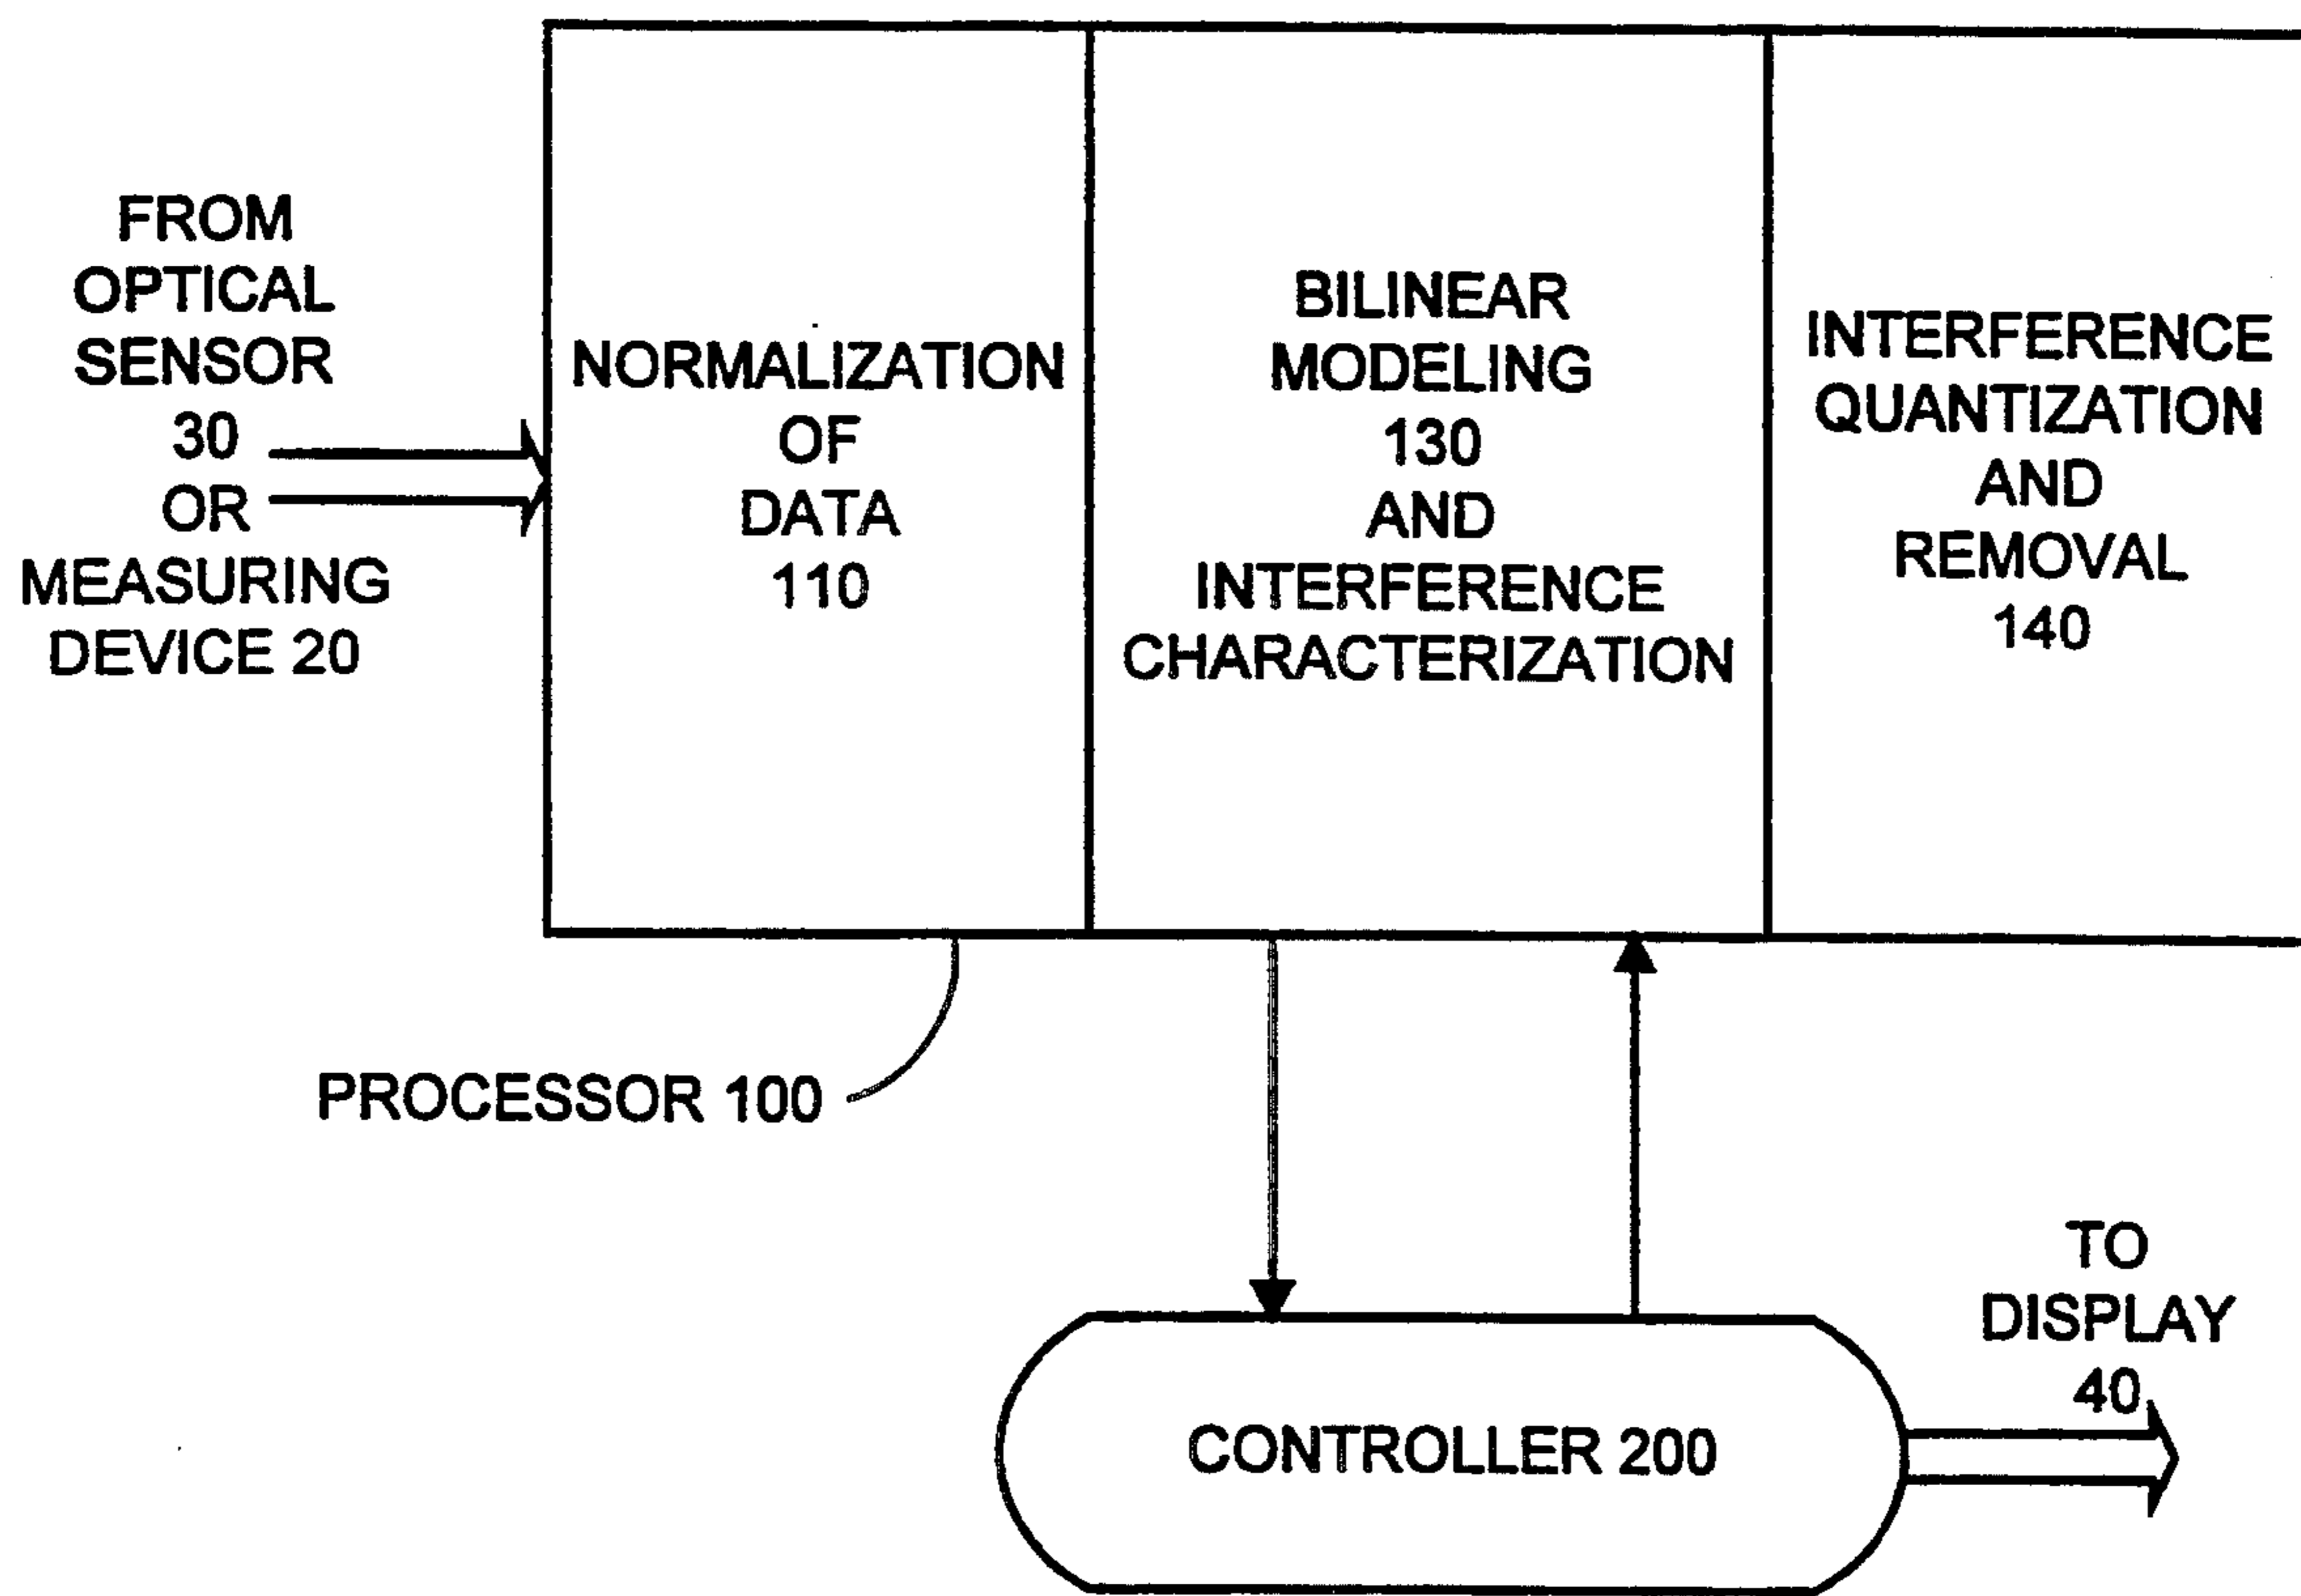 FROM
OPTICAL
SENSOR
30
OR
MEASURING
DEVICE 20
NORMALIZATION
OF
DATA
110
BILINEAR
MODELING
130
AND
INTERFERENCE
CHARACTERIZATION
INTERFERENCE
QUANTIZATION
AND
REMOVAL
140
PROCESSOR 100
TO
DISPLAY
40
CONTROLLER 200